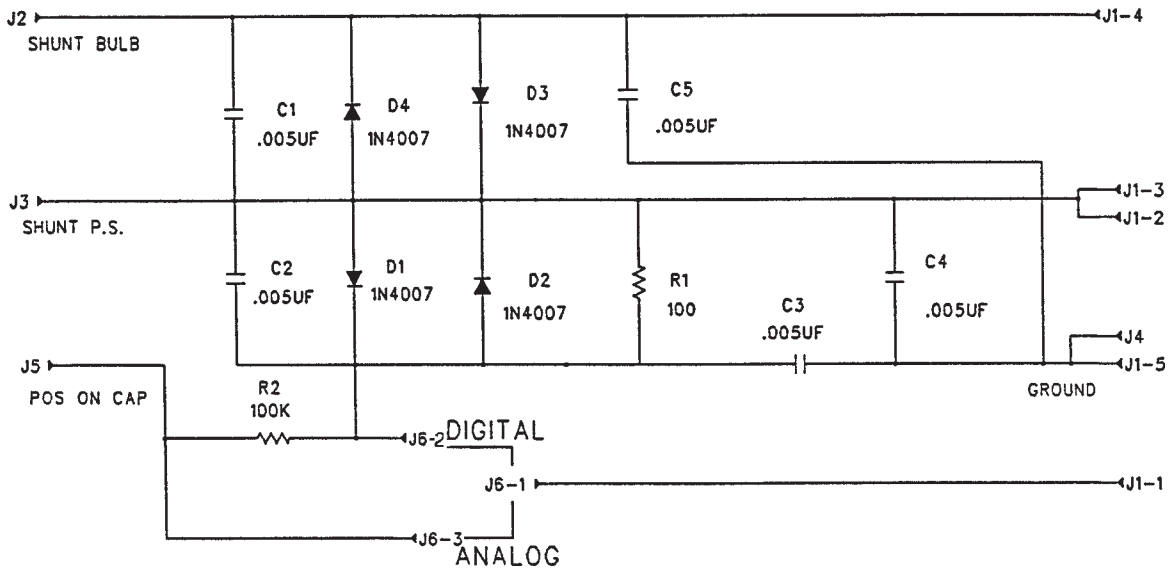 J2
J1-4
SHUNT BULB
C1
.005UF
D4
1N4007
D3
1N4007
C5
.005UF
J3
J1-3
J1-2
SHUNT P.S.
C2
.005UF
D1
1N4007
D2
1N4007
R1
100
C3
.005UF
C4
.005UF
J4
J5
J1-5
POS ON CAP
GROUND
R2
100K
J6-2
DIGITAL
J6-1
J1-1
J6-3
ANALOG